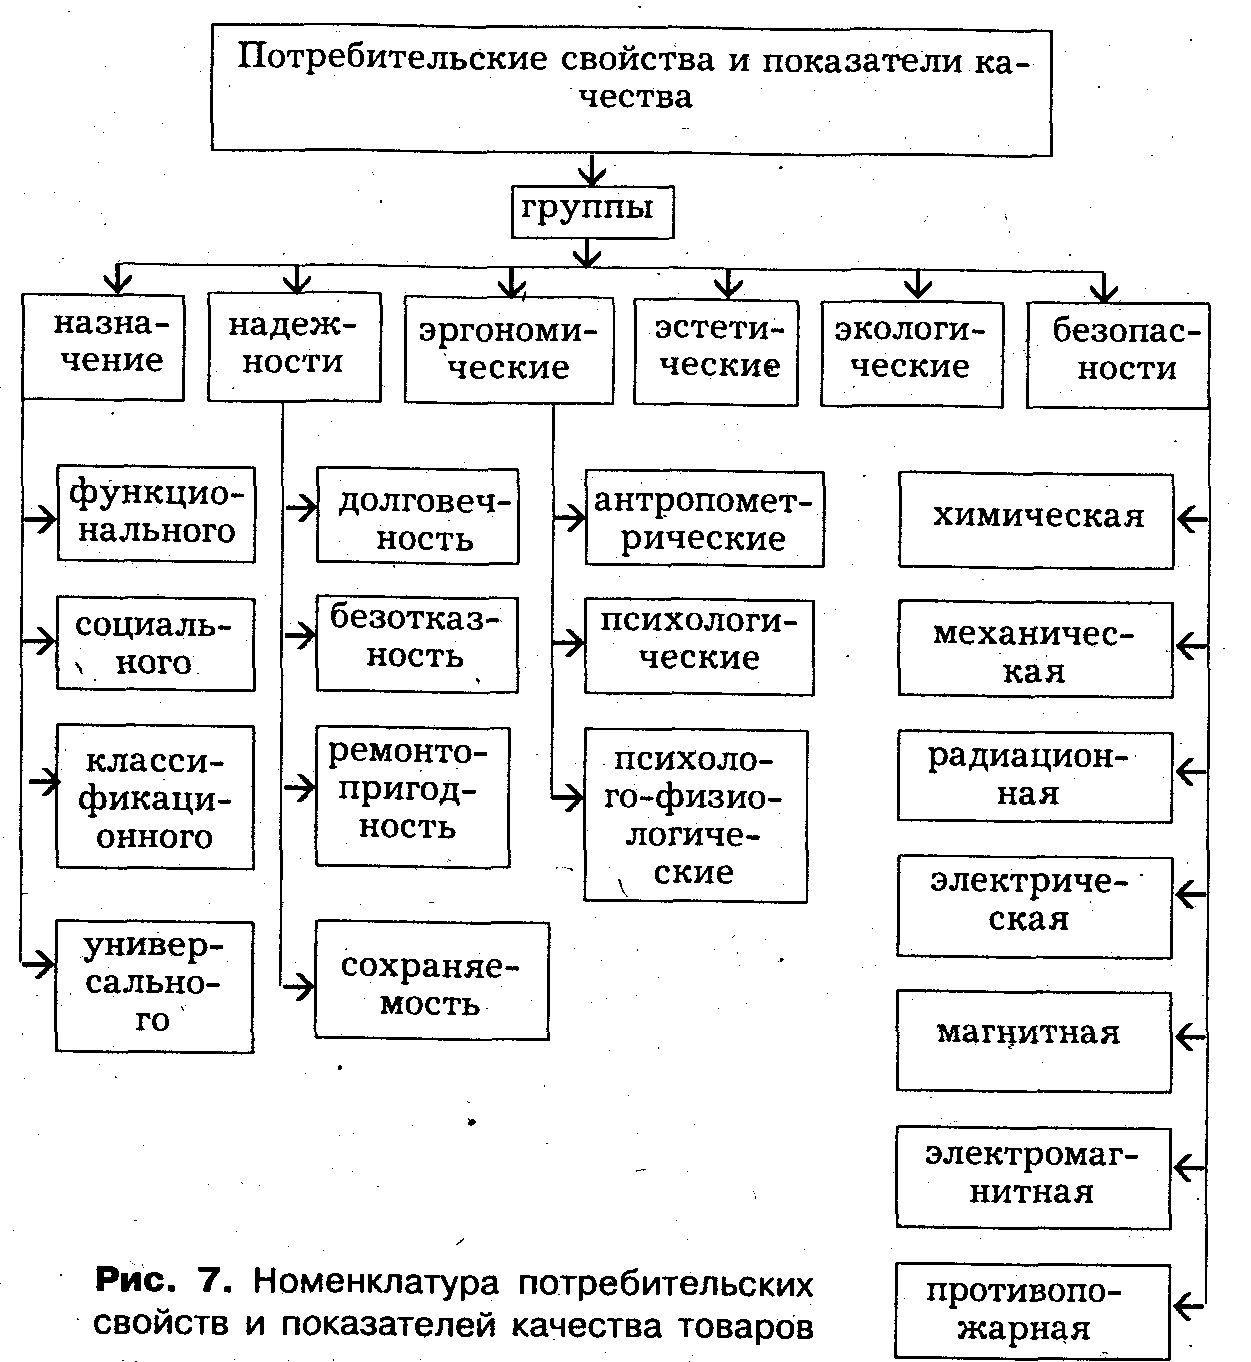 Потребительские свойства и показатели ка-
чества
группы
назна-
чение
надеж-
ности
эргономи-
ческие
эстети-
ческие
экологи-
ческие
безопас-
ности
функцио-
нального
социаль-
ного
класси-
фикаци-
онного
универ-
сально-
го
долговеч-
ность
безотказ-
ность
ремонто-
пригод-
ность
сохраняе-
мость
антропомет-
рические
психологи-
ческие
психоло-
го-физио-
логиче-
ские
химическая
механичес-
кая
радиацион-
ная
электриче-
ская
магнитная
электромаг-
нитная
противопо-
жарная
Рис. 7. Номенклатура потребительских
свойств и показателей качества товаров